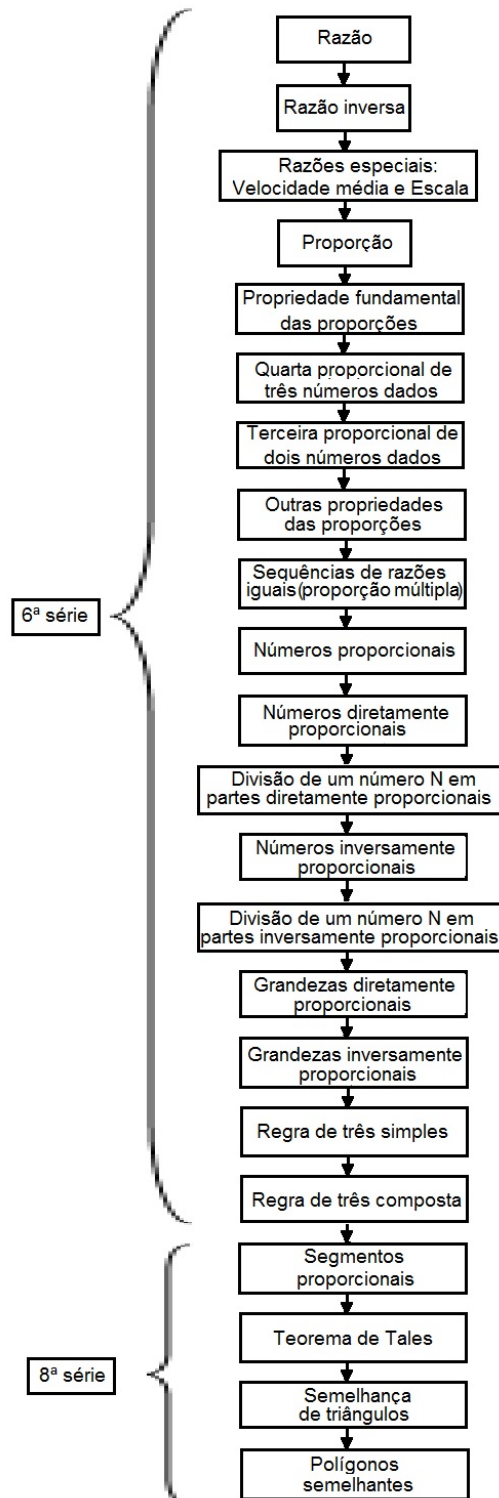 Razão
Razão inversa
Razões especiais:
Velocidade média e Escala
Proporção
Propriedade fundamental
das proporções
Quarta proporcional de
três números dados
Terceira proporcional de
dois números dados
Outras propriedades
das proporções
Sequências de razões
iguais(proporção múltipla)
6ª série
Números proporcionais
Números diretamente
proporcionais
Divisão de um número N em
partes diretamente proporcionais
Números inversamente
proporcionais
Divisão de um número N em
partes inversamente proporcionais
Grandezas diretamente
proporcionais
Grandezas inversamente
proporcionais
Regra de três simples
Regra de três composta
Segmentos
proporcionais
Teorema de Tales
8ª série
Semelhança
de triângulos
Polígonos
semelhantes